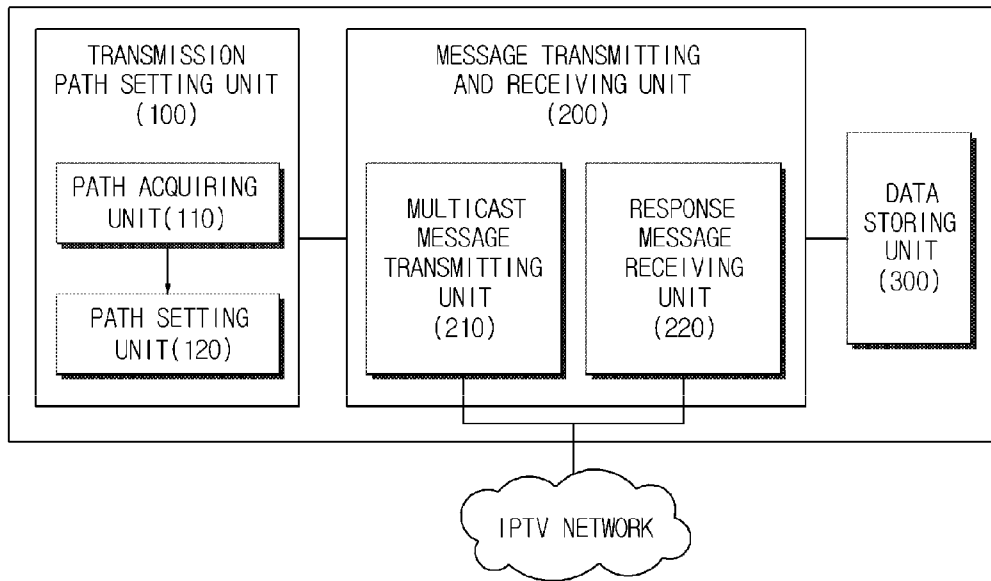 TRANSMISSION
PATH SETTING UNIT
(100)
PATH ACQUIRING
UNIT(110)
PATH SETTING
UNIT(120)
MESSAGE TRANSMITTING
AND RECEIVING UNIT
(200)
MULTICAST
MESSAGE
TRANSMITTING
UNIT
(210)
RESPONSE
MESSAGE
RECEIVING
UNIT
(220)
DATA
STORING
UNIT
(300)
IPTV NETWORK